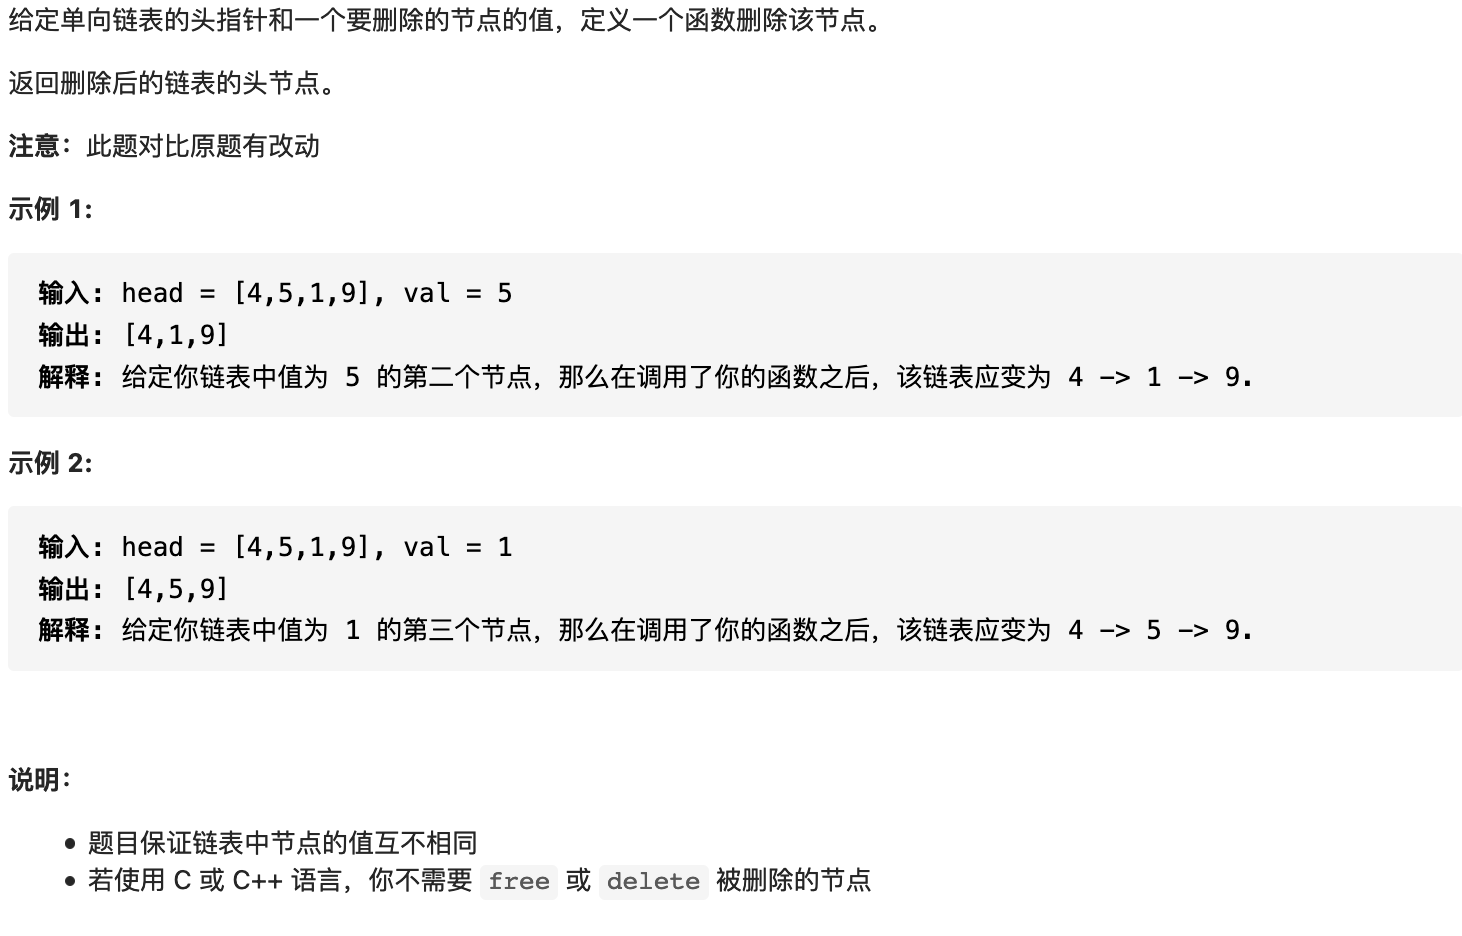 给定单向链表的头指针和一个要删除的节点的值，定义一个函数删除该节点。
返回删除后的链表的头节点。
注意：此题对比原题有改动
示例 1:
输入: head = [4,5,1,9], val = 5
输出: [4,1,9]
解释: 给定你链表中值为 5 的第二个节点，那么在调用了你的函数之后，该链表应变为 4 -> 1 -> 9.
示例 2:
输入: head = [4,5,1,9], val = 1
输出: [4,5,9]
解释: 给定你链表中值为 1 的第三个节点，那么在调用了你的函数之后，该链表应变为 4 -> 5 -> 9.
说明：
• 题目保证链表中节点的值互不相同
• 若使用 C 或 C++ 语言，你不需要 free 或 delete 被删除的节点